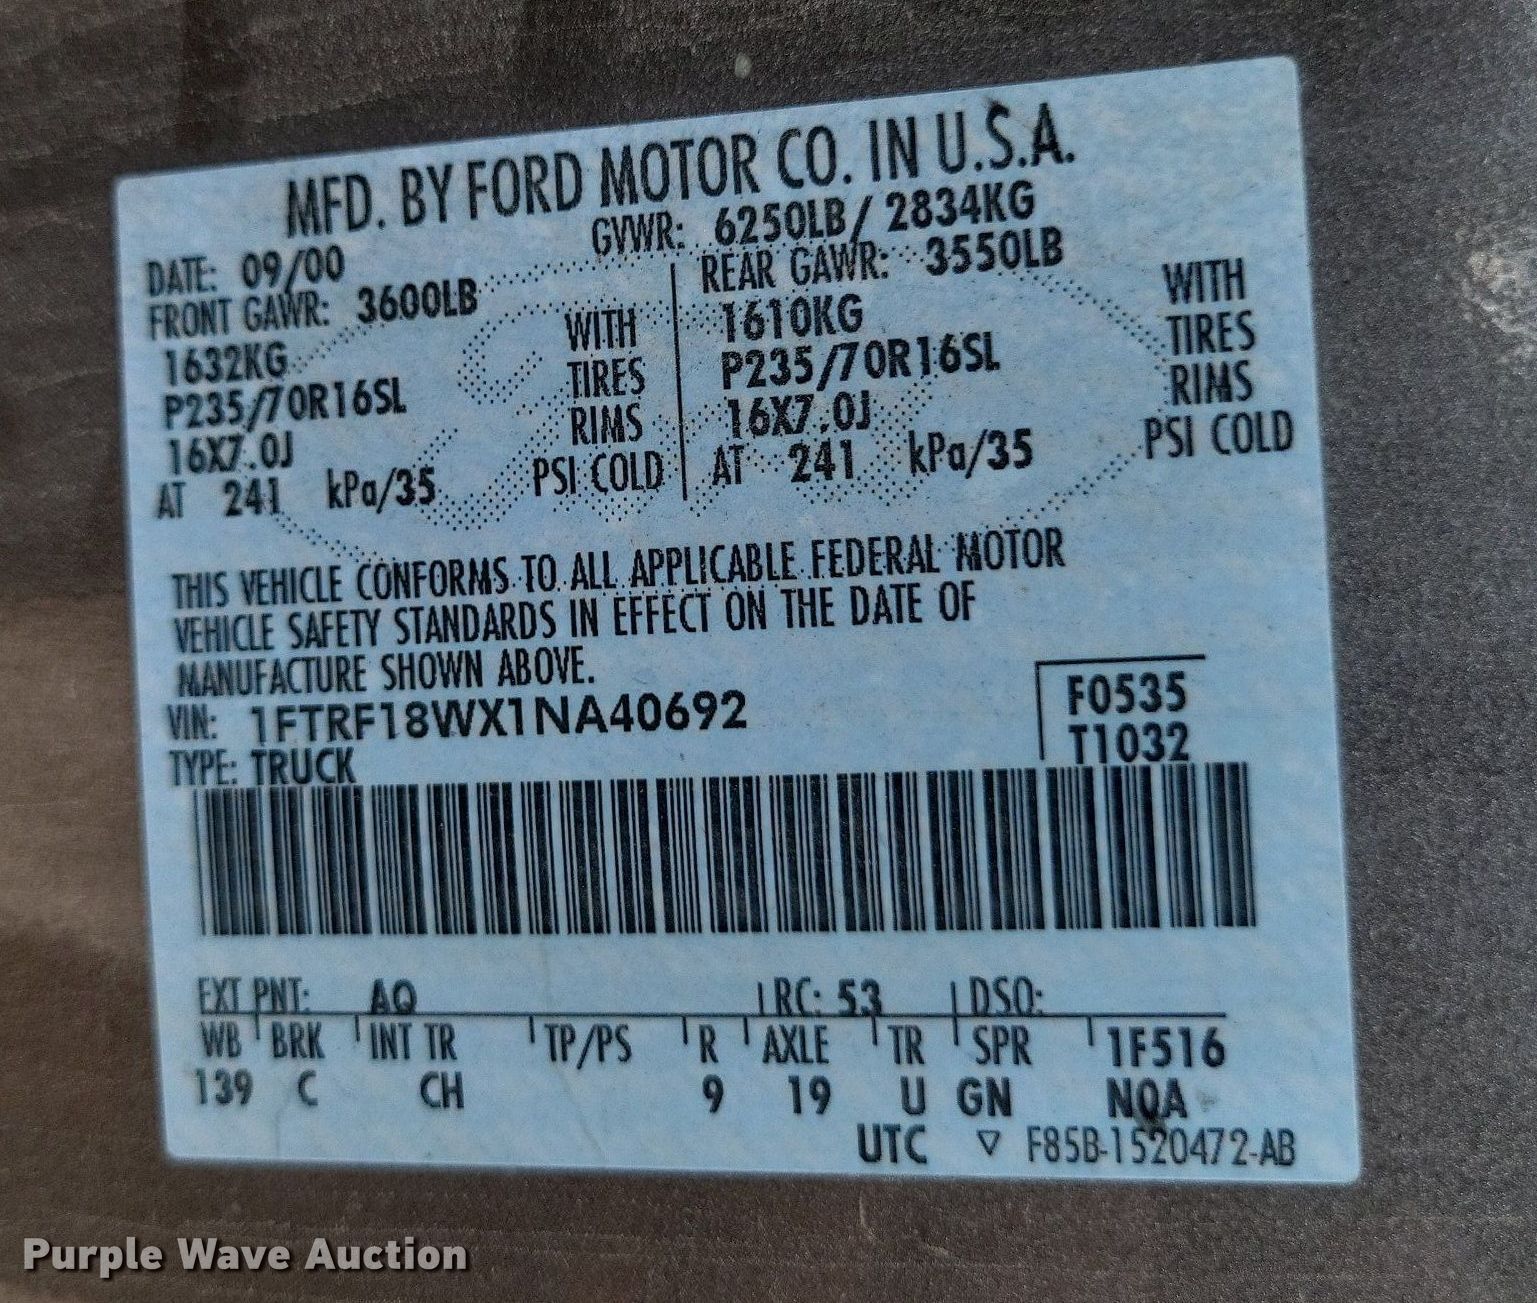 MFD. BY FORD MOTOR CO. IN U.S.A.
DATE: 09/00 GVWR: 6250LB/ 2834KG
FRONT GAWR: 3600LB REAR GAWR: 3550LB
1632KG WITH 1610KG WITH
P235/70R16SL TIRES P235/70R16SL TIRES
16X7.0J RIMS 16X7.0J RIMS
AT 241 kPa/35 PSI COLD AT 241 kPa/35 PSI COLD
THIS VEHICLE CONFORMS TO ALL APPLICABLE FEDERAL MOTOR
VEHICLE SAFETY STANDARDS IN EFFECT ON THE DATE OF
MANUFACTURE SHOWN ABOVE.
VIN: 1FTRF18WX1NA40692 F0535
TYPE: TRUCK T1032
EXT PNT: AQ RC: 53 DSO:
WB BRK INT TR TP/PS R AXLE TR SPR 1F516
139 C CH 9 19 U GN NQA
UTC ▽ F85B-1520472-AB
Purple Wave Auction